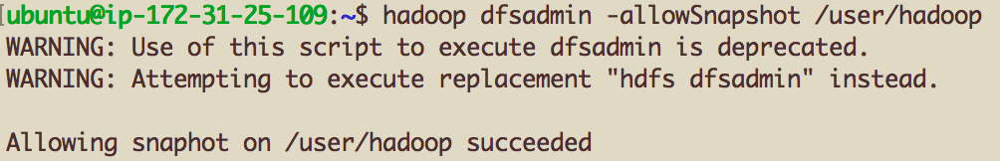 [ubuntu@ip-172-31-25-109:~$ hadoop dfsadmin -allowSnapshot /user/hadoop
WARNING: Use of this script to execute dfsadmin is deprecated.
WARNING: Attempting to execute replacement "hdfs dfsadmin" instead.
Allowing snaphot on /user/hadoop succeeded